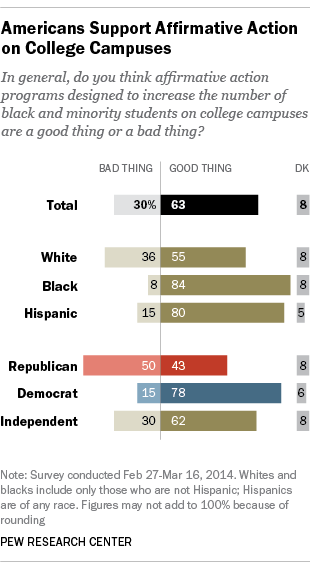 Americans Support Affirmative Action
on College Campuses
In general, do you think affirmative action
programs designed to increase the number of
black and minority students on college campuses
are a good thing or a bad thing?
BAD THING GOOD THING DK
Total 30% 63 8
White 36 55 8
Black 8 84 8
Hispanic 15 80 5
Republican 50 43 8
Democrat 15 78 6
Independent 30 62 8
Note: Survey conducted Feb 27-Mar 16, 2014. Whites and
blacks include only those who are not Hispanic; Hispanics
are of any race. Figures may not add to 100% because of
rounding
PEW RESEARCH CENTER